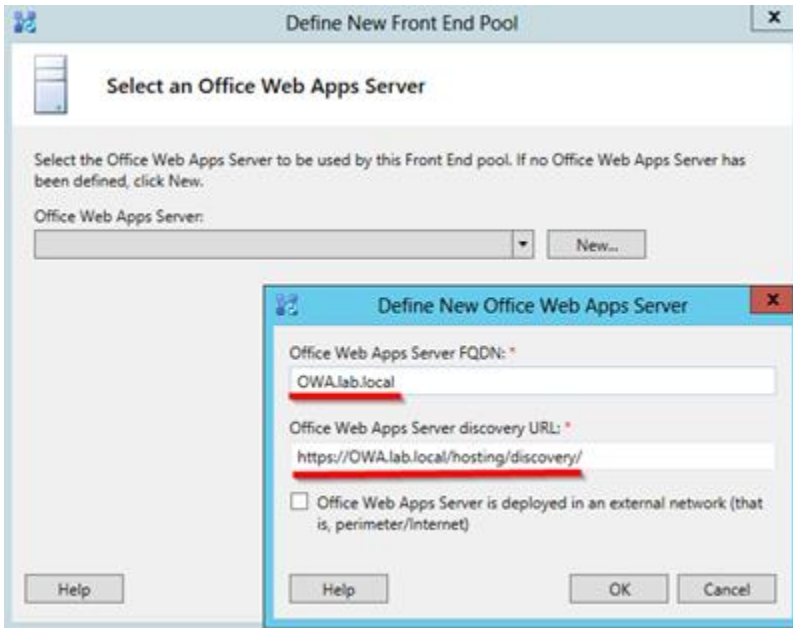 Define New Front End Pool
x
Select an Office Web Apps Server
Select the Office Web Apps Server to be used by this Front End pool. If no Office Web Apps Server has
been defined, click New.
Office Web Apps Server:
New...
Define New Office Web Apps Server
x
Office Web Apps Server FQDN: *
OWA.lab.local
Office Web Apps Server discovery URL: *
https://OWA.lab.local/hosting/discovery/
Office Web Apps Server is deployed in an external network (that
is, perimeter/Internet)
Help
Help
OK
Cancel